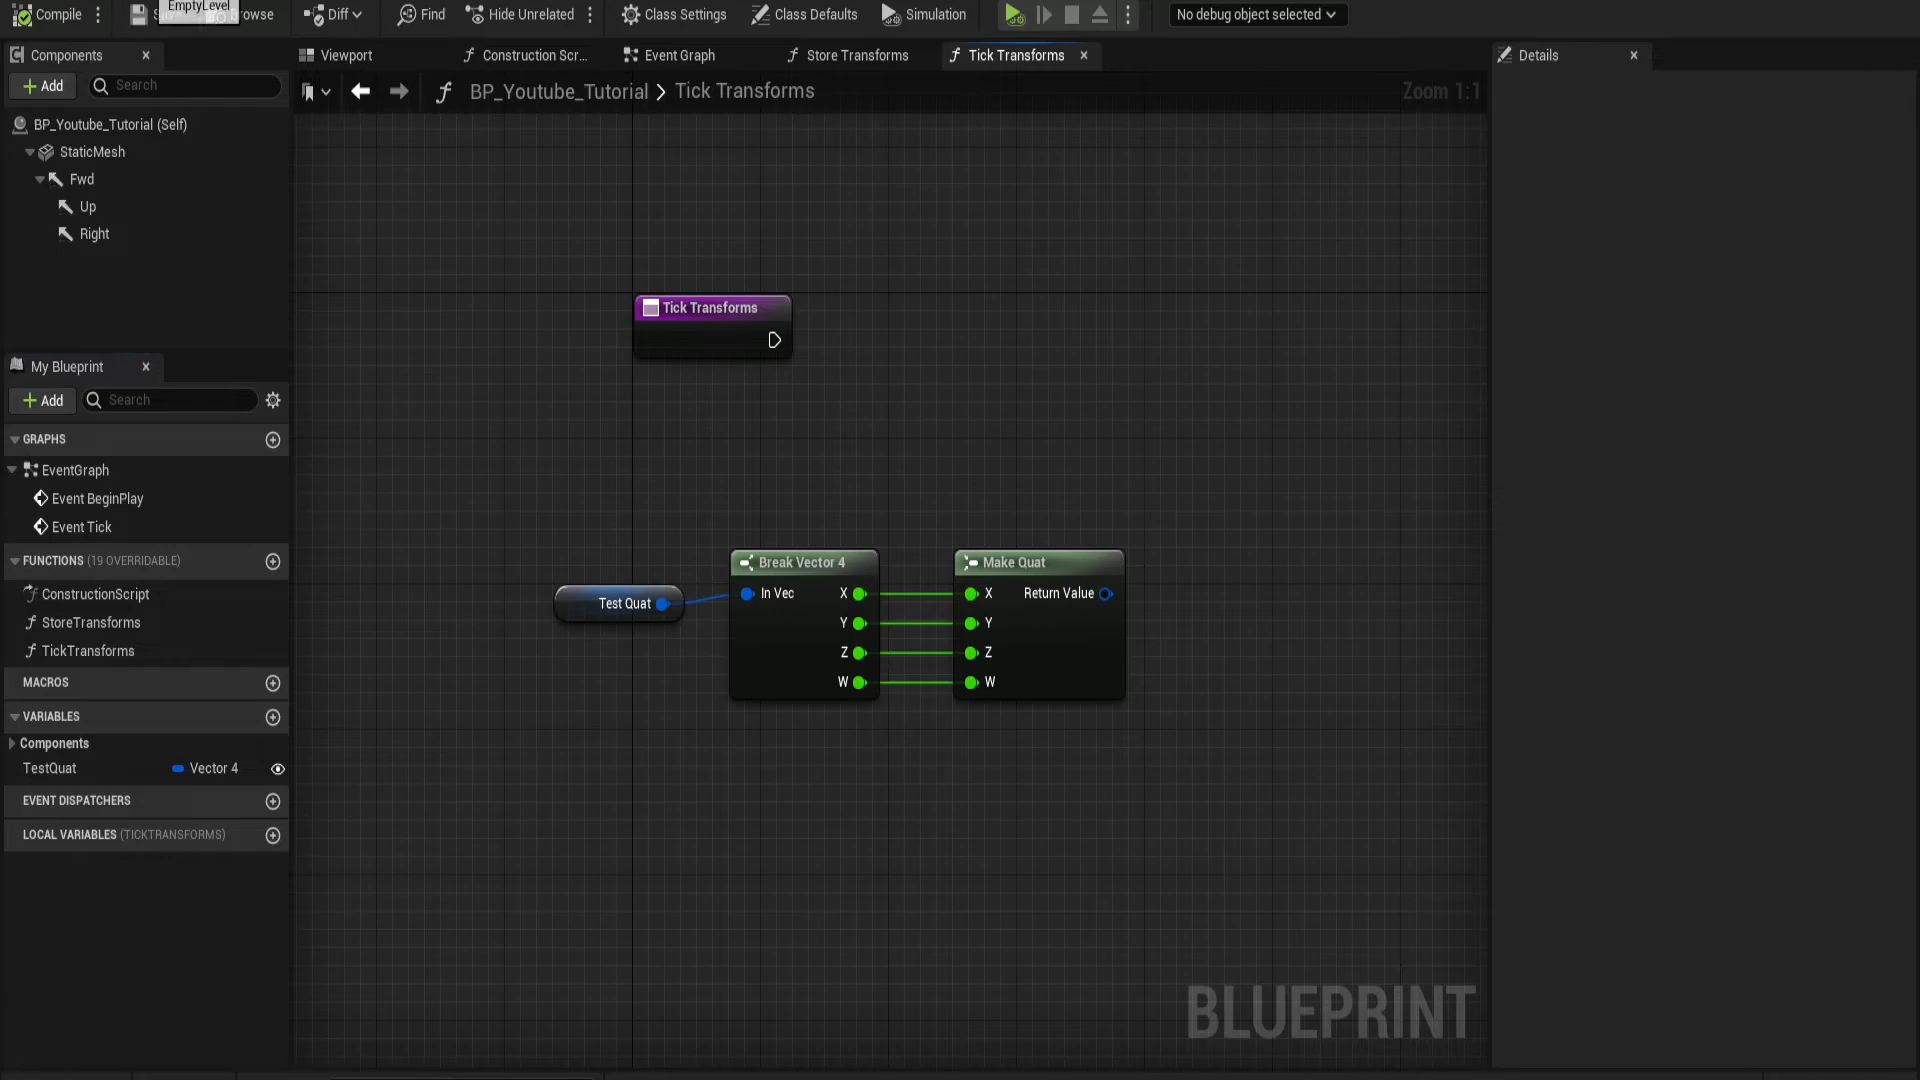 EmptyLevel
Compile
Browse
Diff
Find
Hide Unrelated
Class Settings
Class Defaults
Simulation
No debug object selected
Components
Viewport
Construction Scr...
Event Graph
Store Transforms
Tick Transforms
Details
Add
Search
BP_Youtube_Tutorial > Tick Transforms
Zoom 1:1
BP_Youtube_Tutorial (Self)
StaticMesh
Fwd
Up
Right
Tick Transforms
My Blueprint
Add
Search
GRAPHS
EventGraph
Event BeginPlay
Event Tick
FUNCTIONS (19 OVERRIDABLE)
ConstructionScript
StoreTransforms
TickTransforms
MACROS
VARIABLES
Components
TestQuat
Vector 4
EVENT DISPATCHERS
LOCAL VARIABLES (TICKTRANSFORMS)
Test Quat
Break Vector 4
In Vec
X
Y
Z
W
Make Quat
X
Return Value
Y
Z
W
BLUEPRINT